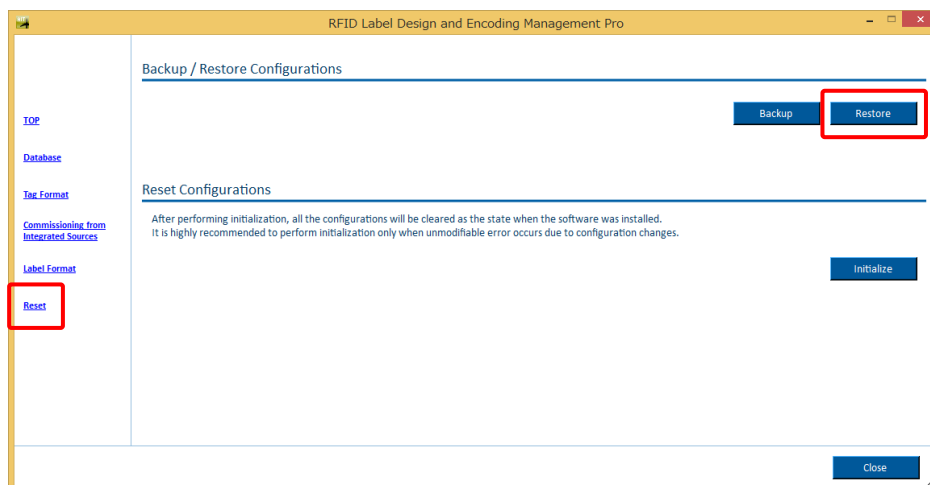 RFID Label Design and Encoding Management Pro
Backup / Restore Configurations
Backup
Restore
TOP
Database
Tag Format
Commissioning from
Integrated Sources
Label Format
Reset
Reset Configurations
After performing initialization, all the configurations will be cleared as the state when the software was installed.
It is highly recommended to perform initialization only when unmodifiable error occurs due to configuration changes.
Initialize
Close